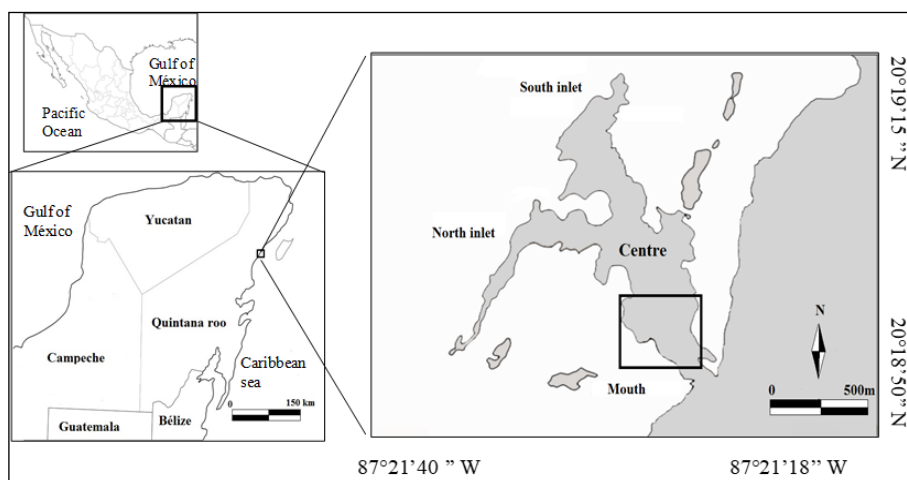 Gulf of
México
Pacific
Ocean
Gulf of
México
Yucatan
Quintana roo
Campeche
Caribbean
sea
0 150 km
Guatemala
Bélize
South inlet
North inlet
Centre
Mouth
N
0 500m
20°19'15 ” N
20°18'50 ” N
87°21'40 ” W
87°21'18’’ W